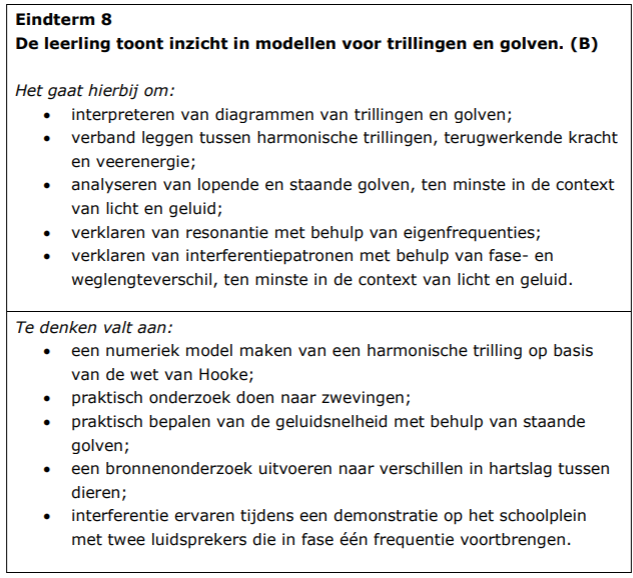 Eindterm 8
De leerling toont inzicht in modellen voor trillingen en golven. (B)
Het gaat hierbij om:
• interpreteren van diagrammen van trillingen en golven;
• verband leggen tussen harmonische trillingen, terugwerkende kracht
en veerenergie;
• analyseren van lopende en staande golven, ten minste in de context
van licht en geluid;
• verklaren van resonantie met behulp van eigenfrequenties;
• verklaren van interferentiepatronen met behulp van fase- en
weglengteverschil, ten minste in de context van licht en geluid.
Te denken valt aan:
• een numeriek model maken van een harmonische trilling op basis
van de wet van Hooke;
• praktisch onderzoek doen naar zwevingen;
• praktisch bepalen van de geluidsnelheid met behulp van staande
golven;
• een bronnenonderzoek uitvoeren naar verschillen in hartslag tussen
dieren;
• interferentie ervaren tijdens een demonstratie op het schoolplein
met twee luidsprekers die in fase één frequentie voortbrengen.